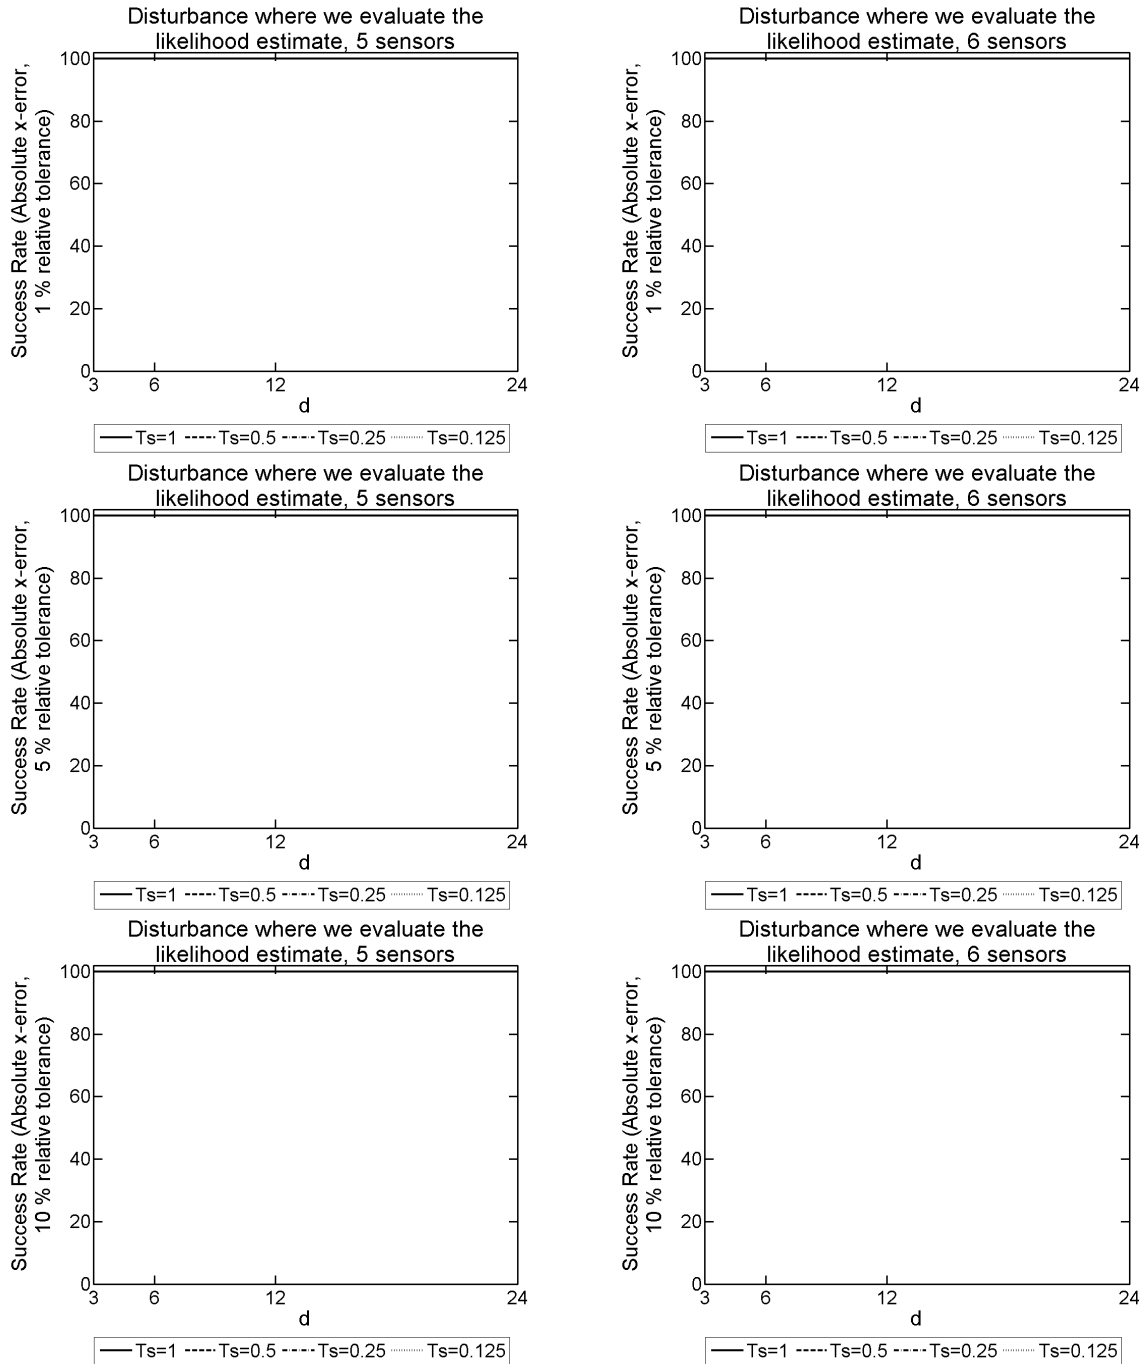 Disturbance where we evaluate the
likelihood estimate, 5 sensors
Success Rate (Absolute x-error,
1 % relative tolerance)
100
80
60
40
20
0
3 6 12 24
d
Ts=1 Ts=0.5 Ts=0.25 Ts=0.125
Disturbance where we evaluate the
likelihood estimate, 6 sensors
Success Rate (Absolute x-error,
1 % relative tolerance)
100
80
60
40
20
0
3 6 12 24
d
Ts=1 Ts=0.5 Ts=0.25 Ts=0.125
Disturbance where we evaluate the
likelihood estimate, 5 sensors
Success Rate (Absolute x-error,
5 % relative tolerance)
100
80
60
40
20
0
3 6 12 24
d
Ts=1 Ts=0.5 Ts=0.25 Ts=0.125
Disturbance where we evaluate the
likelihood estimate, 6 sensors
Success Rate (Absolute x-error,
5 % relative tolerance)
100
80
60
40
20
0
3 6 12 24
d
Ts=1 Ts=0.5 Ts=0.25 Ts=0.125
Disturbance where we evaluate the
likelihood estimate, 5 sensors
Success Rate (Absolute x-error,
10 % relative tolerance)
100
80
60
40
20
0
3 6 12 24
d
Ts=1 Ts=0.5 Ts=0.25 Ts=0.125
Disturbance where we evaluate the
likelihood estimate, 6 sensors
Success Rate (Absolute x-error,
10 % relative tolerance)
100
80
60
40
20
0
3 6 12 24
d
Ts=1 Ts=0.5 Ts=0.25 Ts=0.125